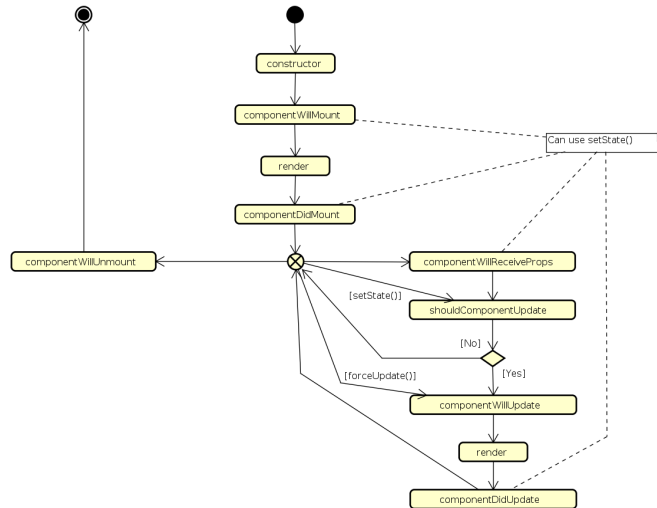 constructor
componentWillMount
Can use setState()
render
componentDidMount
componentWillUnmount
componentWillReceiveProps
[setState()]
shouldComponentUpdate
[No]
[Yes]
[forceUpdate()]
componentWillUpdate
render
componentDidUpdate